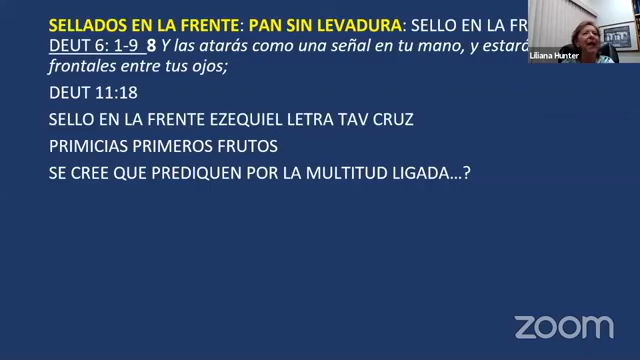 SELLADOS EN LA FRENTE: PAN SIN LEVADURA: SELLO EN LA
DEUT 6: 1-9 8 Y las atarás como una señal en tu mano, y
frontales entre tus ojos;
DEUT 11:18
SELLO EN LA FRENTE EZEQUIEL LETRA TAV CRUZ
PRIMICIAS PRIMEROS FRUTOS
SE CREE QUE PREDIQUEN POR LA MULTITUD LIGADA...?
Liliana Hunter
zoom